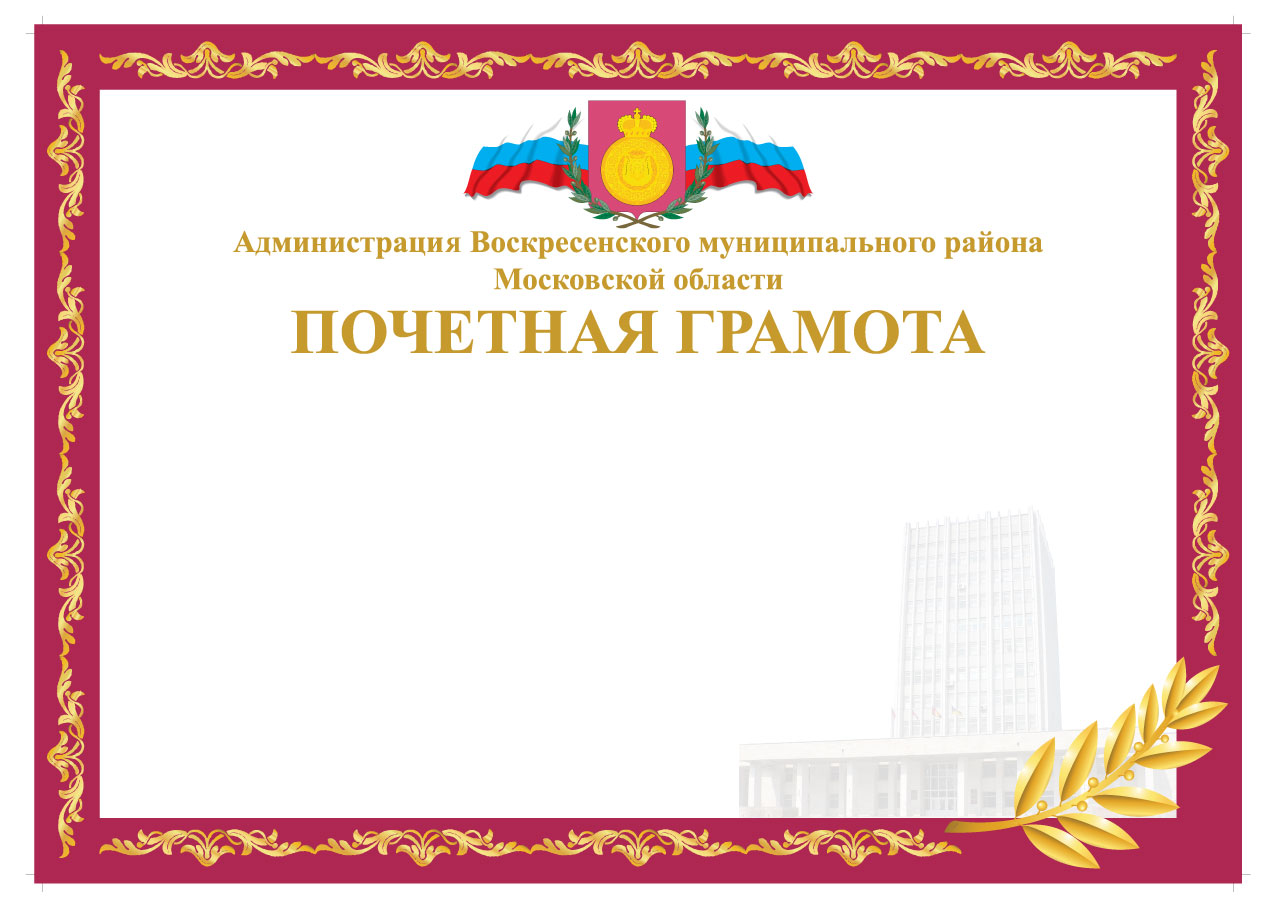 Администрация Воскресенского муниципального района
Московской области
ПОЧЕТНАЯ ГРАМОТА